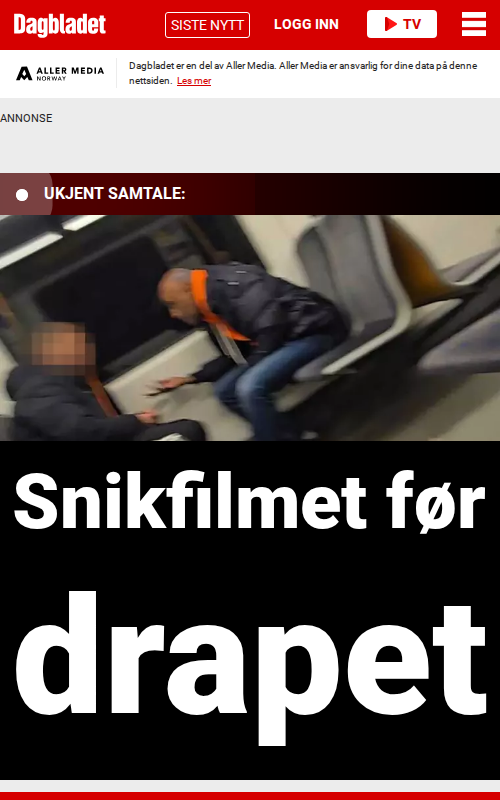 Dagbladet
SISTE NYTT
LOGG INN
TV
ALLER MEDIA
NORWAY
Dagbladet er en del av Aller Media. Aller Media er ansvarlig for dine data på denne
nettsiden. Les mer
ANNONSE
UKJENT SAMTALE:
Snikfilmet før
drapet